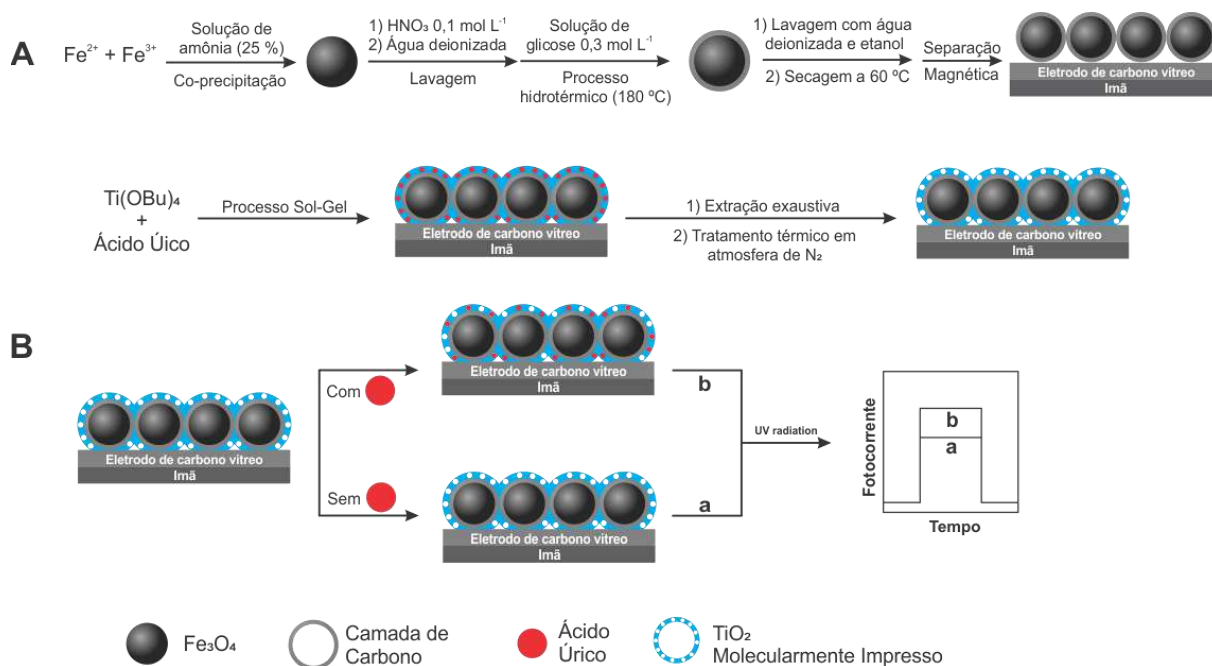 A
Fe²⁺ + Fe³⁺
Solução de
amônia (25 %)
Co-precipitação
1) HNO₃ 0,1 mol L⁻¹
2) Água deionizada
Lavagem
Solução de
glicose 0,3 mol L⁻¹
Processo
hidrotérmico (180 ºC)
1) Lavagem com água
deionizada e etanol
2) Secagem a 60 ºC
Separação
Magnética
Eletrodo de carbono vítreo
Imã
Ti(OBu)₄
+
Ácido Úico
Processo Sol-Gel
Eletrodo de carbono vítreo
Imã
1) Extração exaustiva
2) Tratamento térmico em
atmosfera de N₂
Eletrodo de carbono vítreo
Imã
B
Eletrodo de carbono vítreo
Imã
Com
Eletrodo de carbono vítreo
Imã
b
Sem
Eletrodo de carbono vítreo
Imã
a
UV radiation
Fotocorrente
b
a
Tempo
Fe₃O₄
Camada de
Carbono
Ácido
Úrico
TiO₂
Molecularmente Impresso